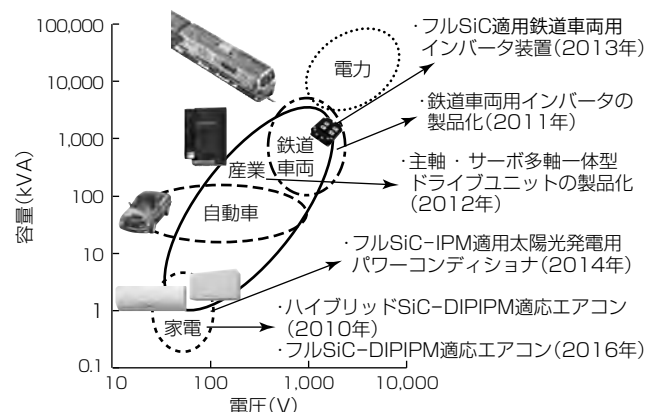 容量(kVA)
100,000
10,000
1,000
100
10
1
0.1
10
100
1,000
10,000
電圧(V)
電力
鉄道
車両
産業
自動車
家電
・フルSiC適用鉄道車両用
インバータ装置(2013年)
・鉄道車両用インバータの
製品化(2011年)
・主軸・サーボ多軸一体型
ドライブユニットの製品化
(2012年)
・フルSiC-IPM適用太陽光発電用
パワーコンディショナ(2014年)
・ハイブリッドSiC-DIPIPM適応エアコン
(2010年)
・フルSiC-DIPIPM適応エアコン(2016年)